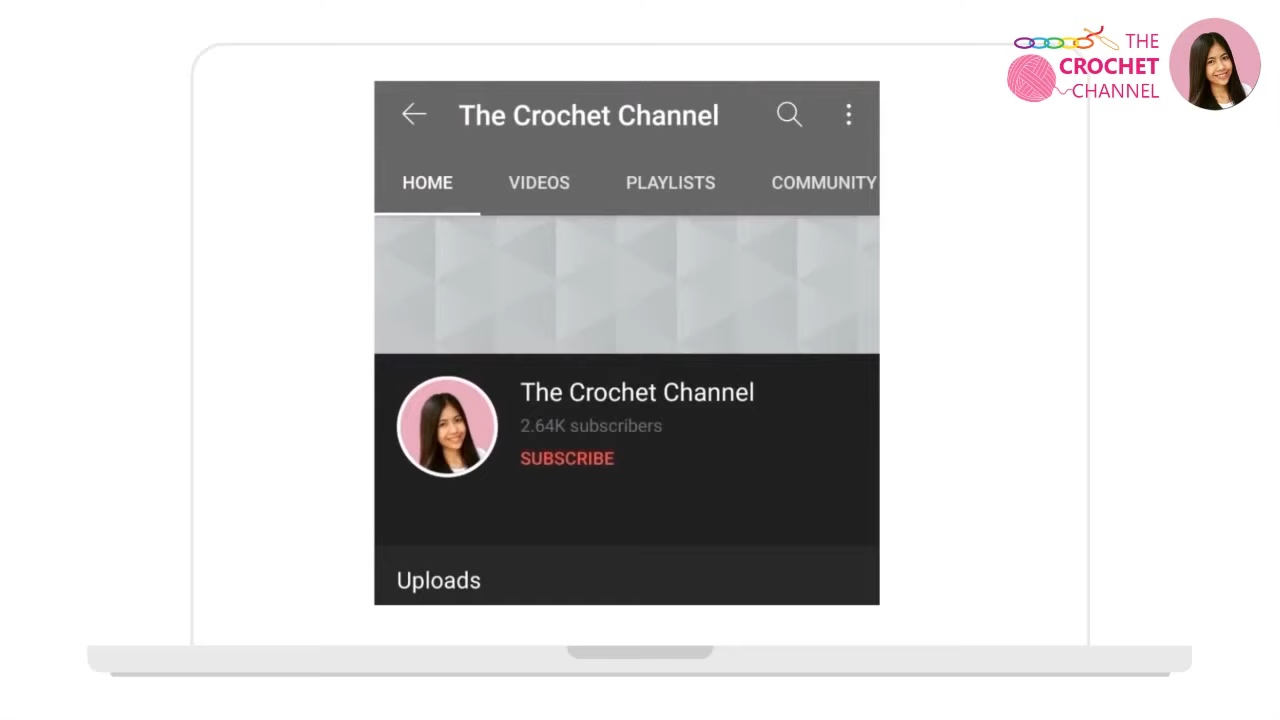 THE
CROCHET
CHANNEL
The Crochet Channel
HOME VIDEOS PLAYLISTS COMMUNITY
The Crochet Channel
2.64K subscribers
SUBSCRIBE
Uploads